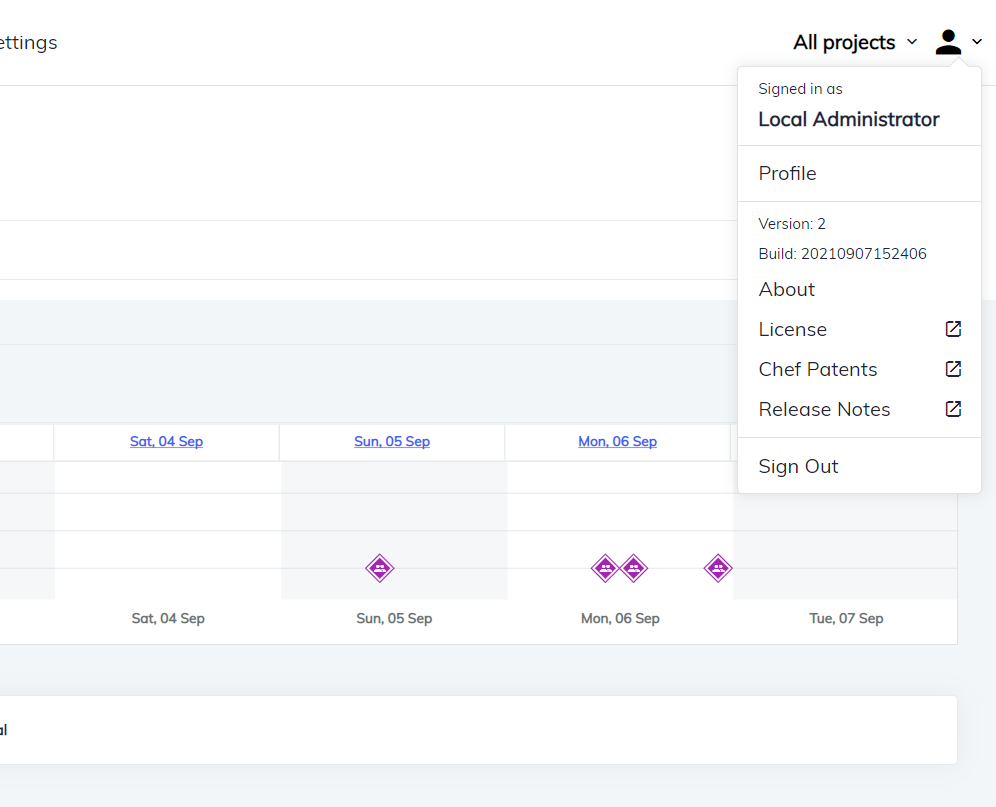 ettings
All projects
Signed in as
Local Administrator
Profile
Version: 2
Build: 20210907152406
About
License
Chef Patents
Release Notes
Sign Out
Sat, 04 Sep
Sun, 05 Sep
Mon, 06 Sep
Sat, 04 Sep
Sun, 05 Sep
Mon, 06 Sep
Tue, 07 Sep
al